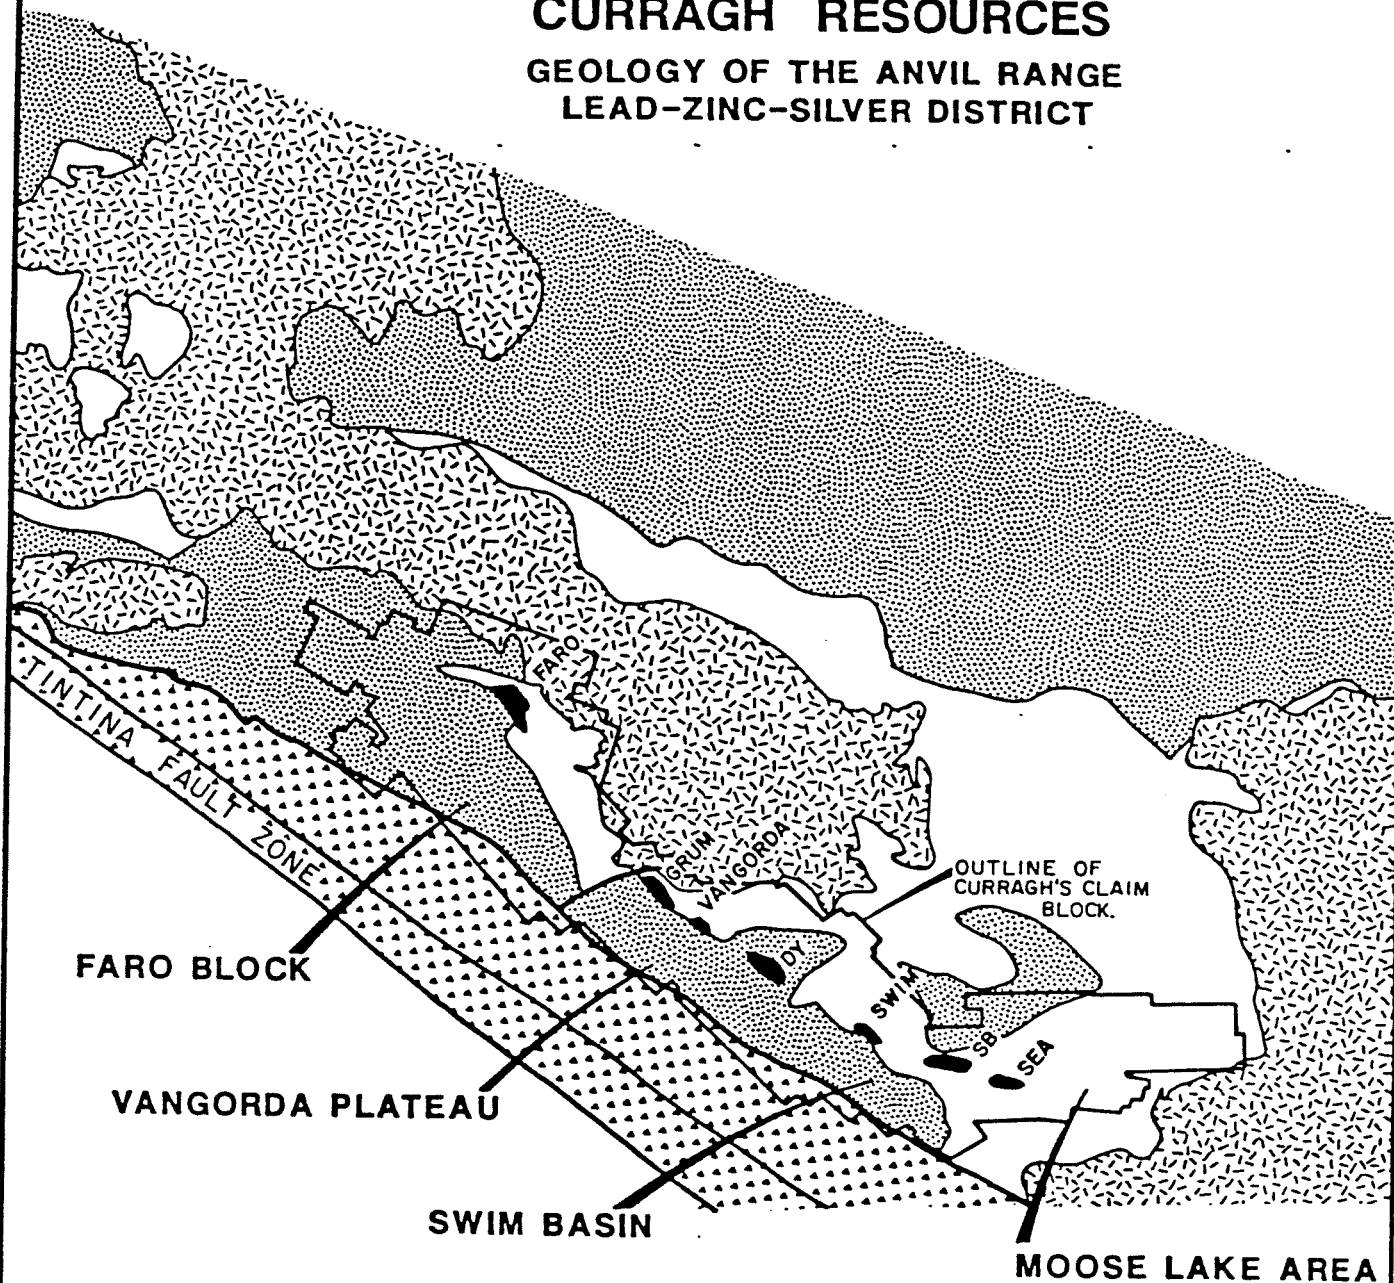 CURRAGH RESOURCES
GEOLOGY OF THE ANVIL RANGE
LEAD-ZINC-SILVER DISTRICT
FARO
TINTINA FAULT ZONE
GRUM
VANGORDA
OUTLINE OF
CURRAGH'S CLAIM
BLOCK.
DY
SWIM
SB
SEA
FARO BLOCK
VANGORDA PLATEAU
SWIM BASIN
MOOSE LAKE AREA